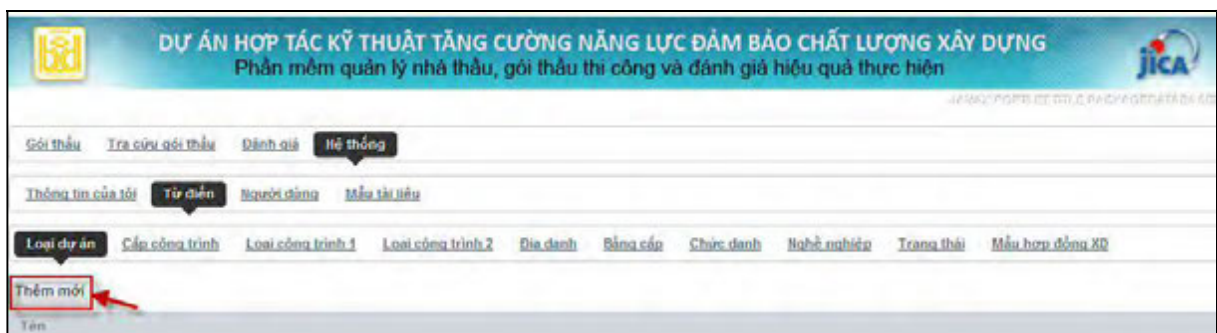 DỰ ÁN HỢP TÁC KỸ THUẬT TĂNG CƯỜNG NĂNG LỰC ĐẢM BẢO CHẤT LƯỢNG XÂY DỰNG
Phần mềm quản lý nhà thầu, gói thầu thi công và đánh giá hiệu quả thực hiện
jica
Gói thầu Tra cứu gói thầu Đánh giá Hệ thống
Thông tin của tôi Từ điển Người dùng Mẫu tài liệu
Loại dự án Cấp công trình Loại công trình 1 Loại công trình 2 Địa danh Bằng cấp Chức danh Nghề nghiệp Trạng thái Mẫu hợp đồng XD
Thêm mới
Tên